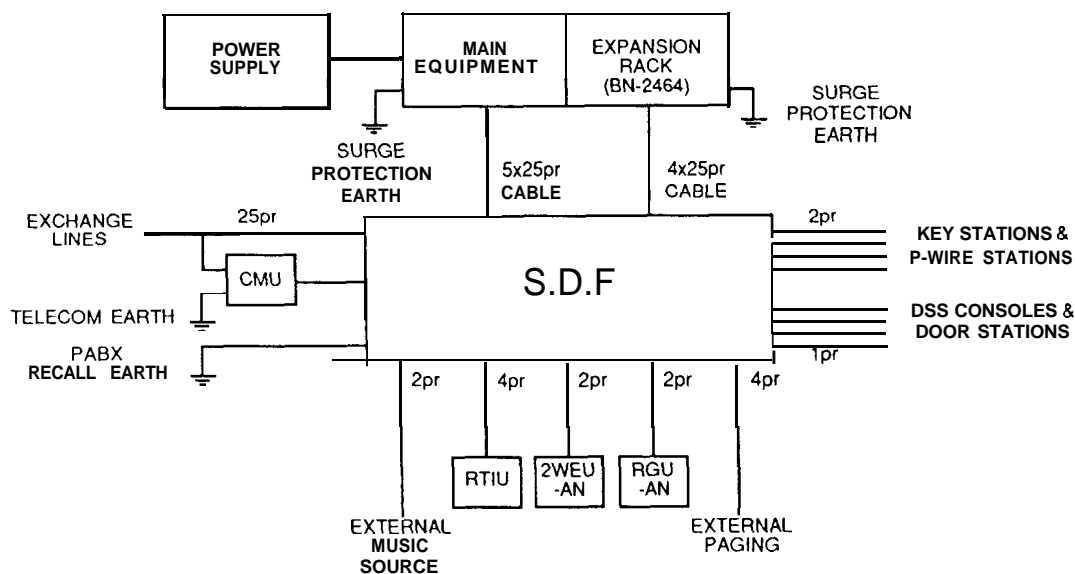 POWER
SUPPLY
MAIN
EQUIPMENT
EXPANSION
RACK
(BN-2464)
SURGE
PROTECTION
EARTH
SURGE
PROTECTION
EARTH
5x25pr
CABLE
4x25pr
CABLE
EXCHANGE
LINES
25pr
2pr
KEY STATIONS &
P-WIRE STATIONS
CMU
S.D.F
TELECOM EARTH
DSS CONSOLES &
DOOR STATIONS
PABX
RECALL EARTH
1pr
2pr
4pr
2pr
2pr
4pr
RTIU
2WEU
-AN
RGU
-AN
EXTERNAL
MUSIC
SOURCE
EXTERNAL
PAGING